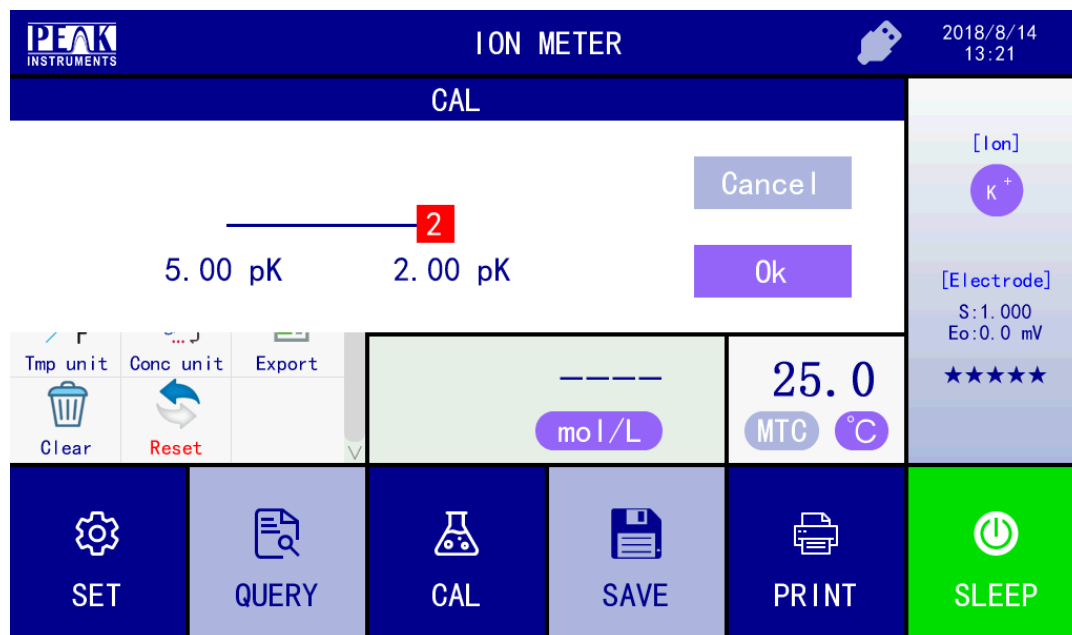 PEAK
INSTRUMENTS
ION METER
2018/8/14
13:21
CAL
[Ion]
K+
Cancel
2
5.00 pK
2.00 pK
Ok
[Electrode]
S:1.000
Eo:0.0 mV
★★★★★
Tmp unit
Conc unit
Export
Clear
Reset
----
mol/L
25.0
MTC
℃
SET
QUERY
CAL
SAVE
PRINT
SLEEP